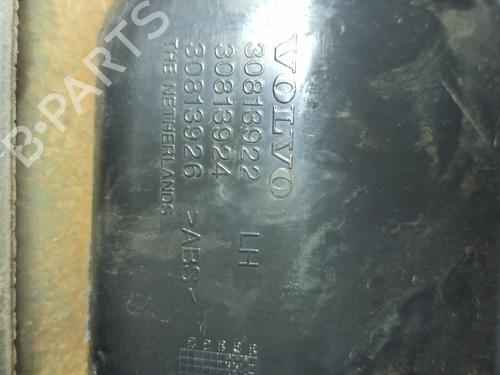 VOLVO
30813922 LH
30813924
30813926 >ABS<
THE NETHERLANDS
B-PARTS